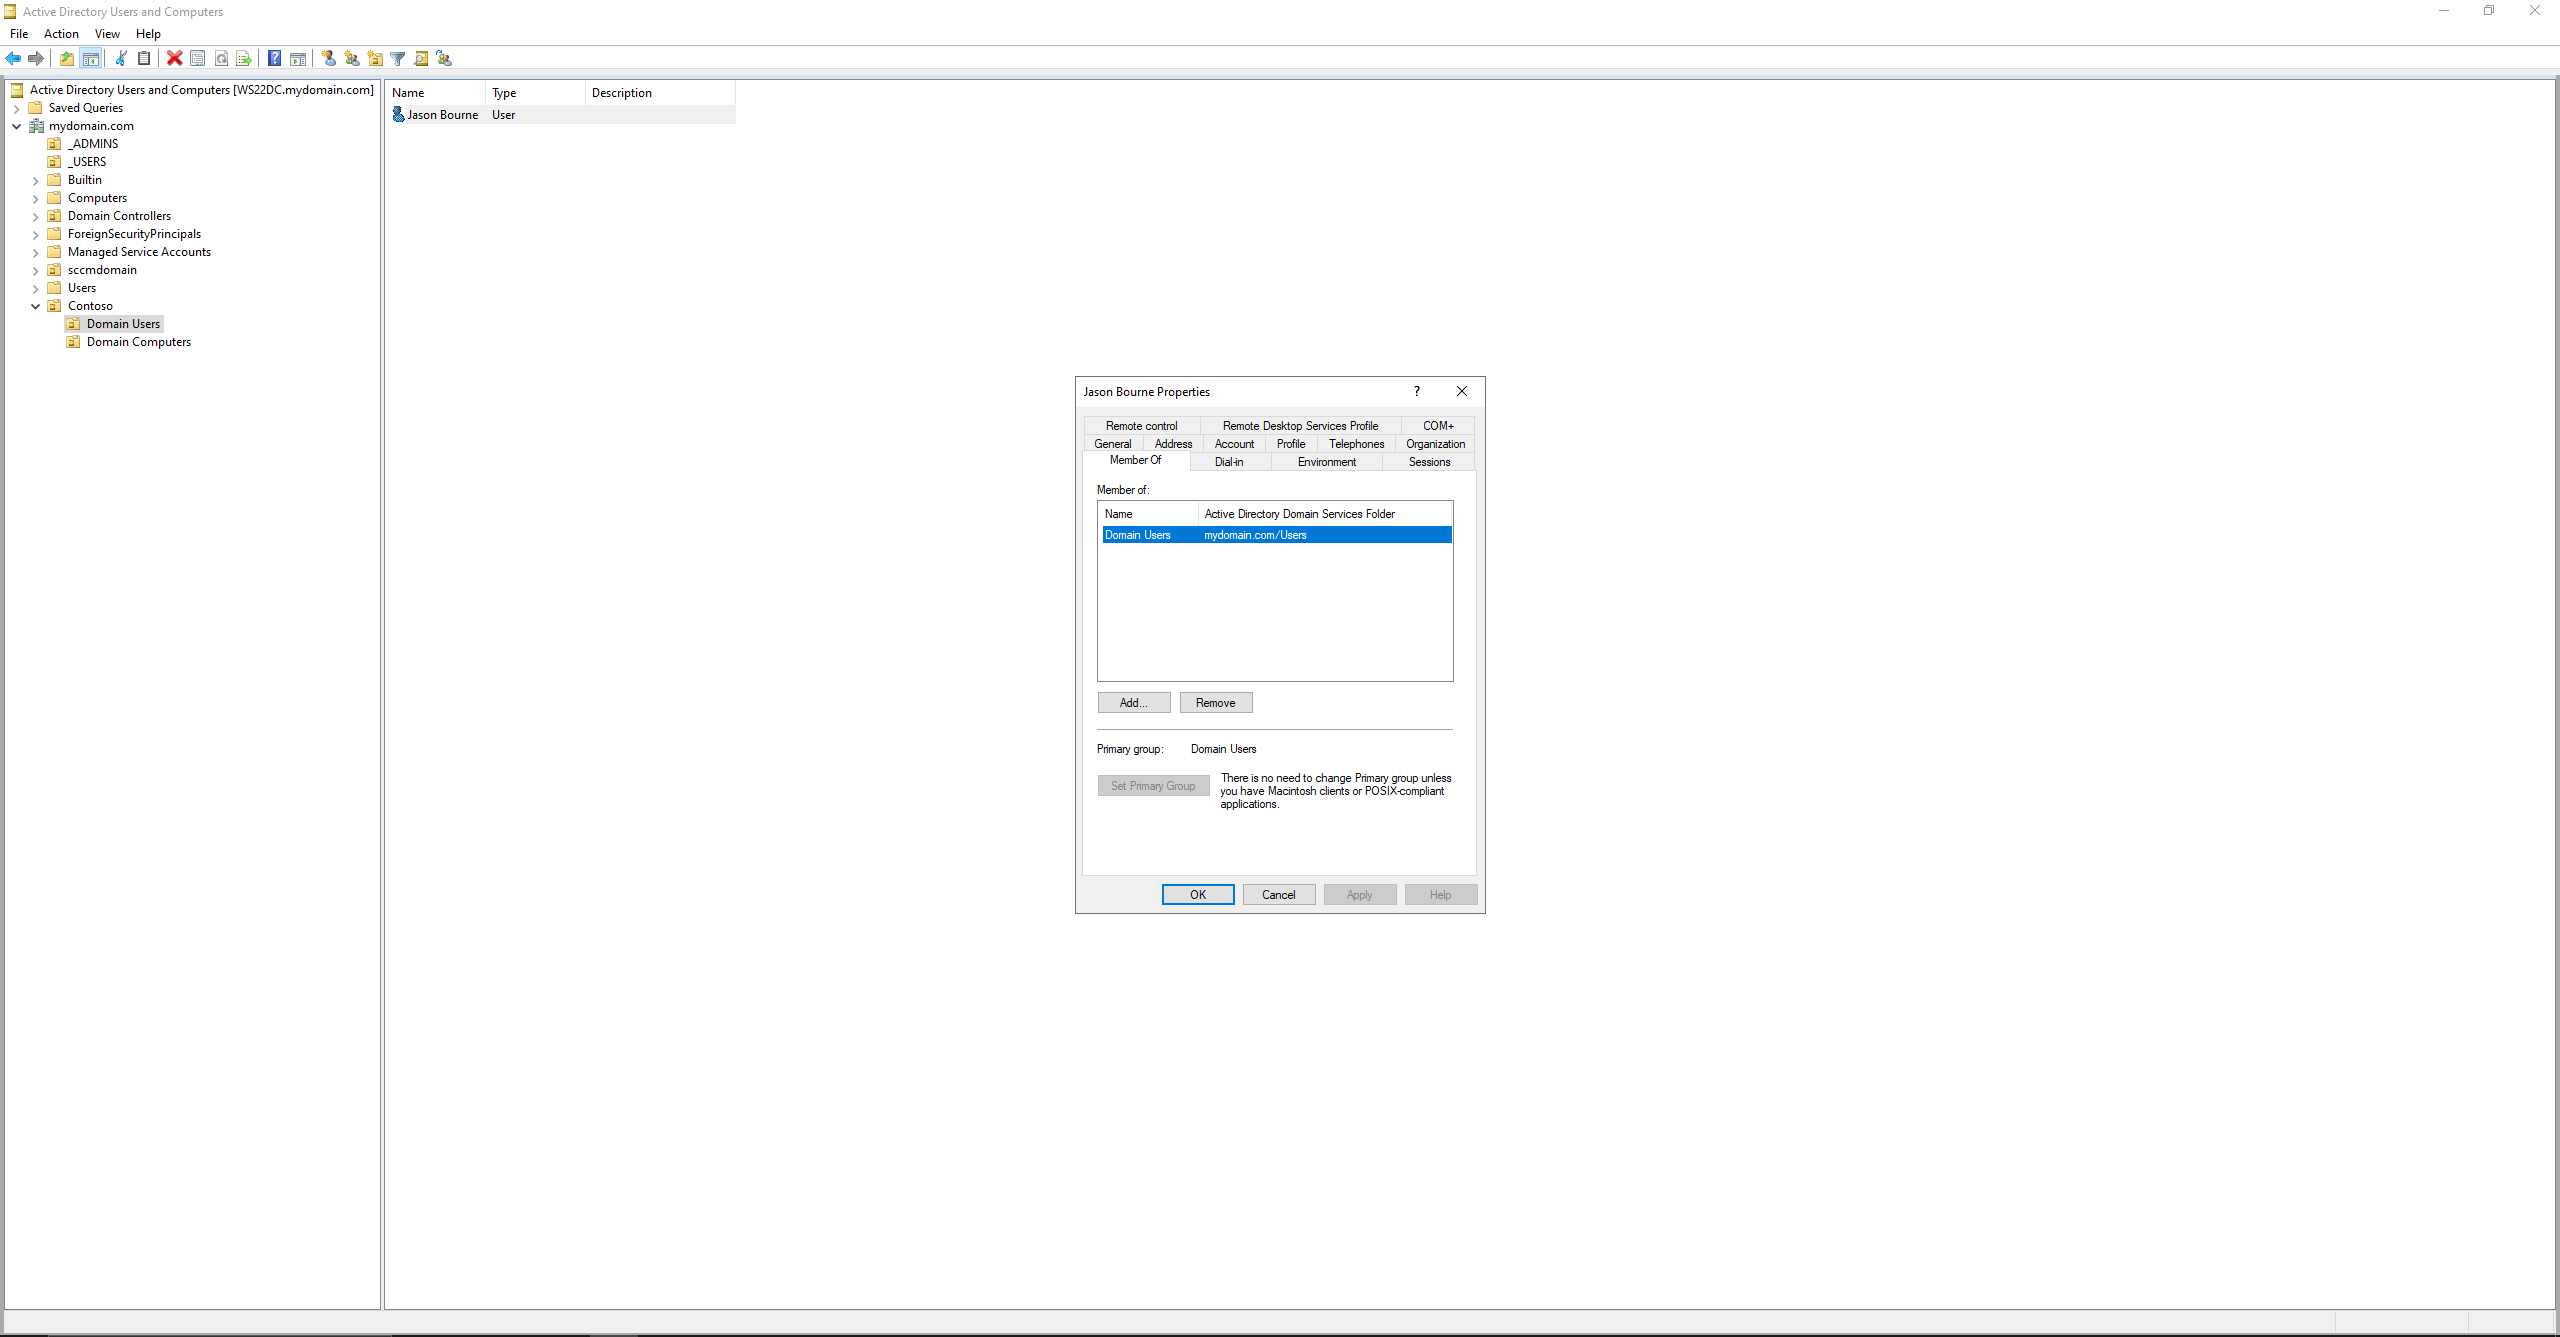 Active Directory Users and Computers
File Action View Help
Active Directory Users and Computers [WS22DC.mydomain.com]
Saved Queries
mydomain.com
_ADMINS
_USERS
Builtin
Computers
Domain Controllers
ForeignSecurityPrincipals
Managed Service Accounts
sccmdomain
Users
Contoso
Domain Users
Domain Computers
Name Type Description
Jason Bourne User
Jason Bourne Properties ?
Remote control Remote Desktop Services Profile COM+
General Address Account Profile Telephones Organization
Member Of Dial-in Environment Sessions
Member of:
Name Active Directory Domain Services Folder
Domain Users mydomain.com/Users
Add... Remove
Primary group: Domain Users
Set Primary Group
There is no need to change Primary group unless
you have Macintosh clients or POSIX-compliant
applications.
OK Cancel Apply Help